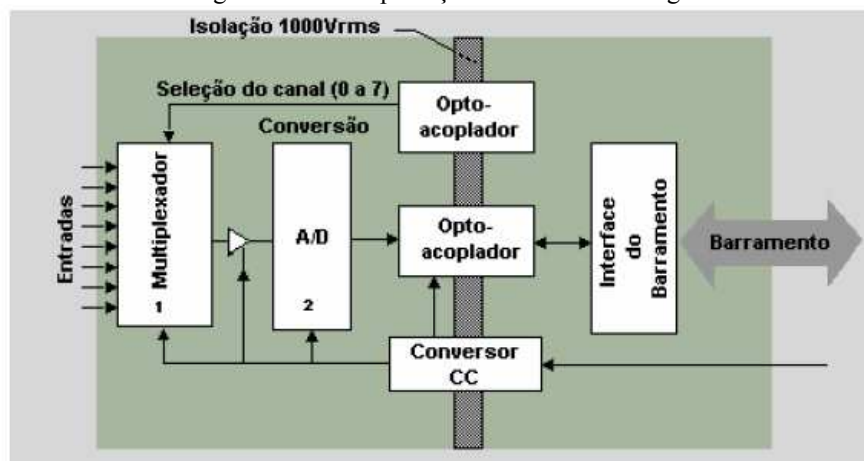 Isolação 1000Vrms
Seleção do canal (0 a 7)
Opto-
acoplador
Conversão
Entradas
Multiplexador
1
A/D
2
Opto-
acoplador
Interface
do
Barramento
Barramento
Conversor
CC